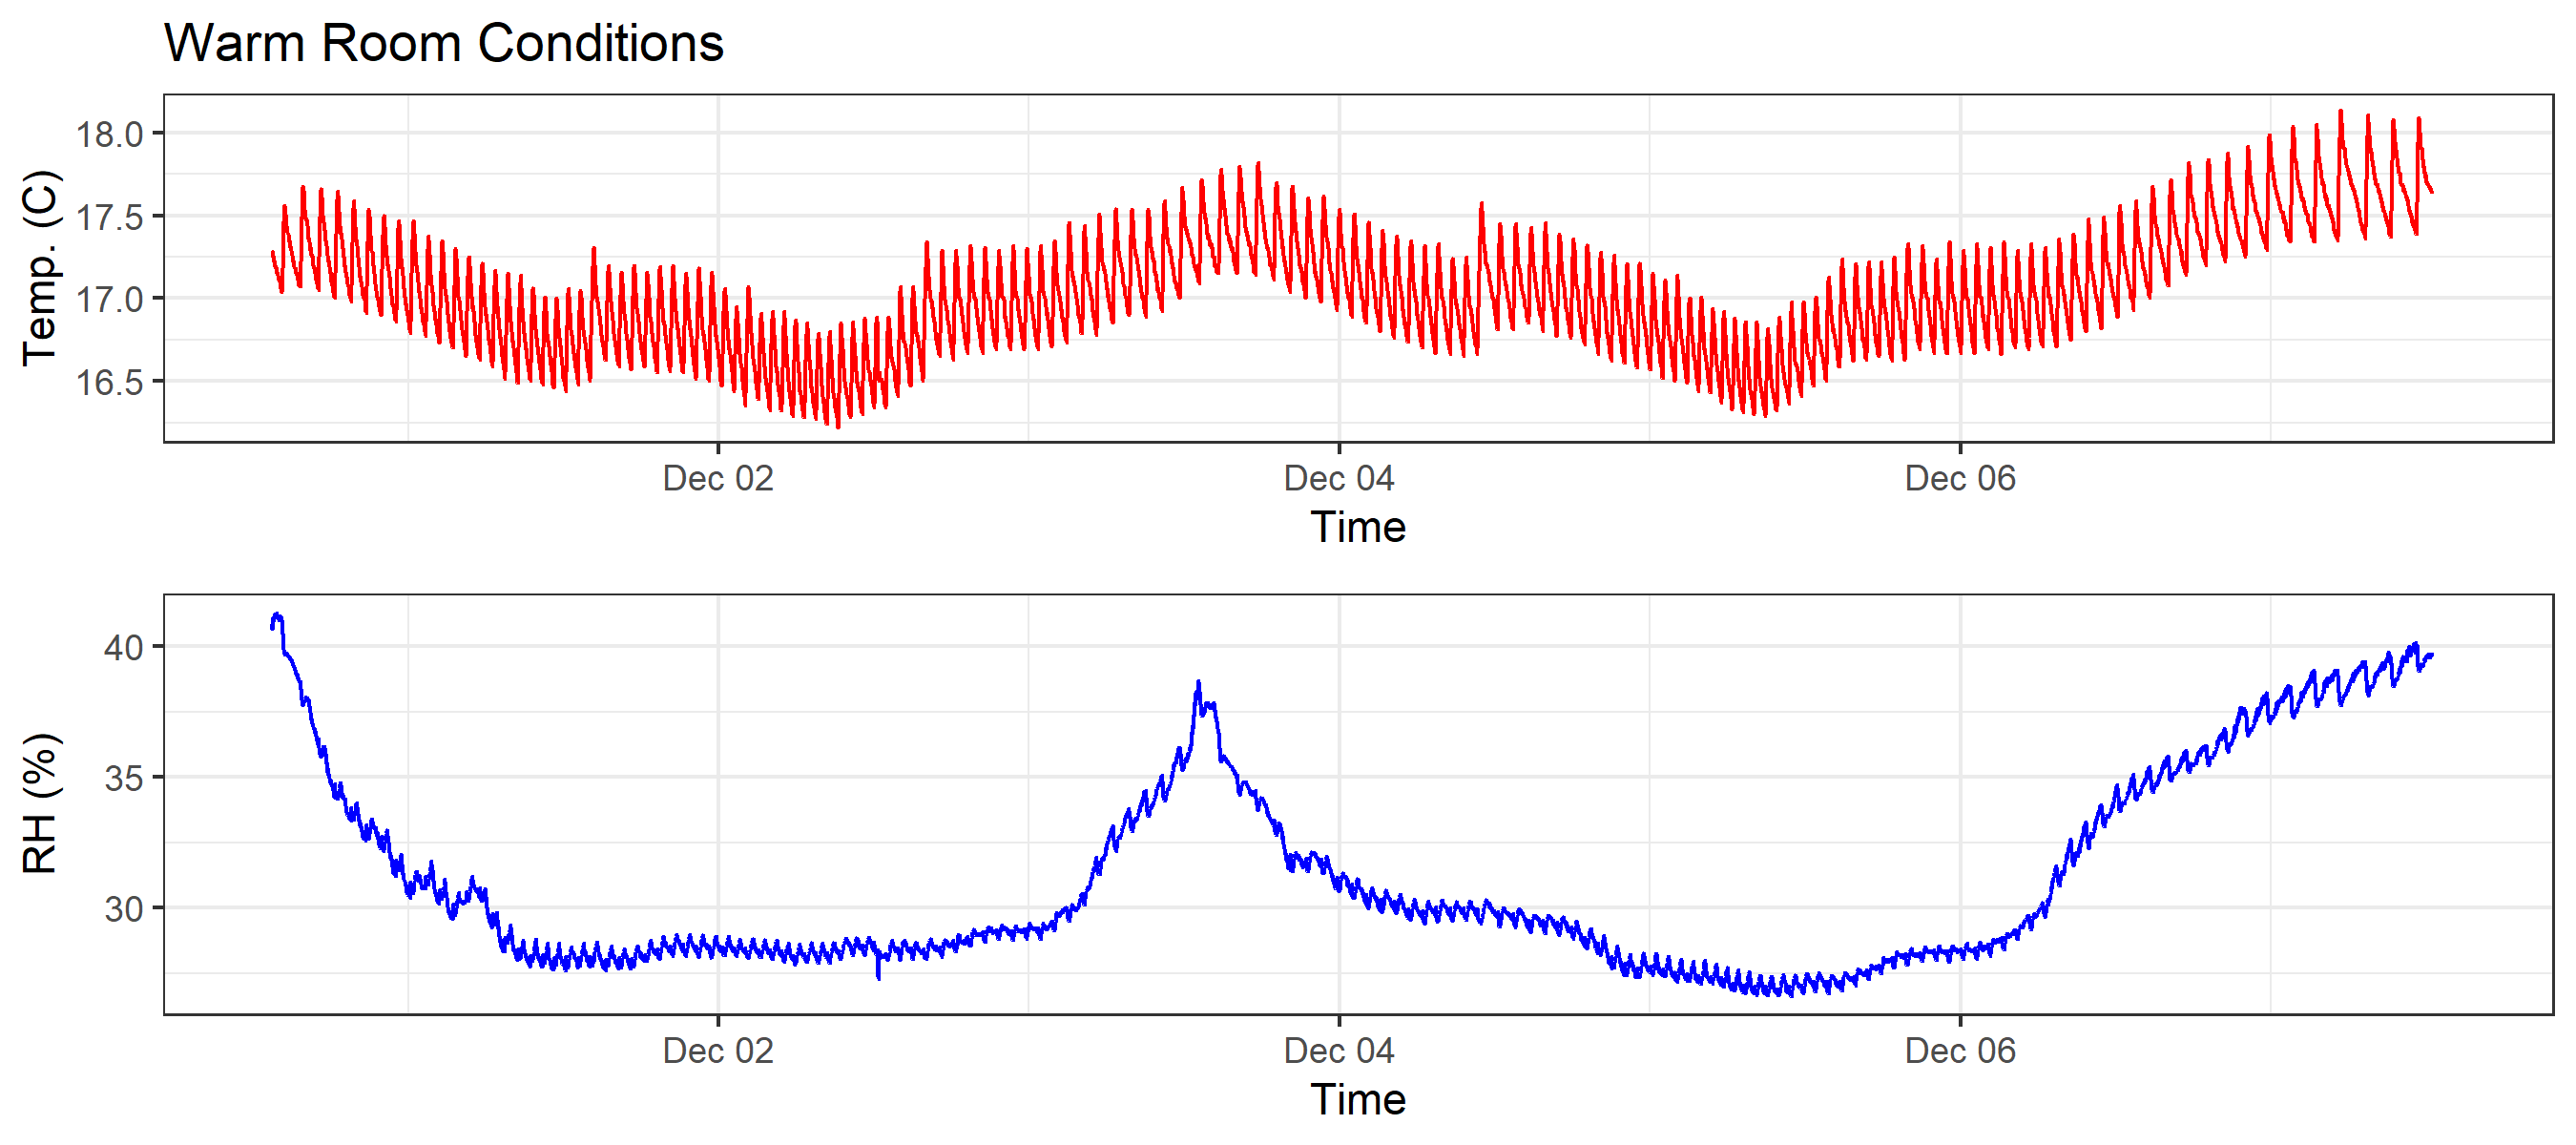 Warm Room Conditions
Temp. (C)
18.0
17.5
17.0
16.5
Dec 02 Dec 04 Dec 06
Time
RH (%)
40
35
30
Dec 02 Dec 04 Dec 06
Time